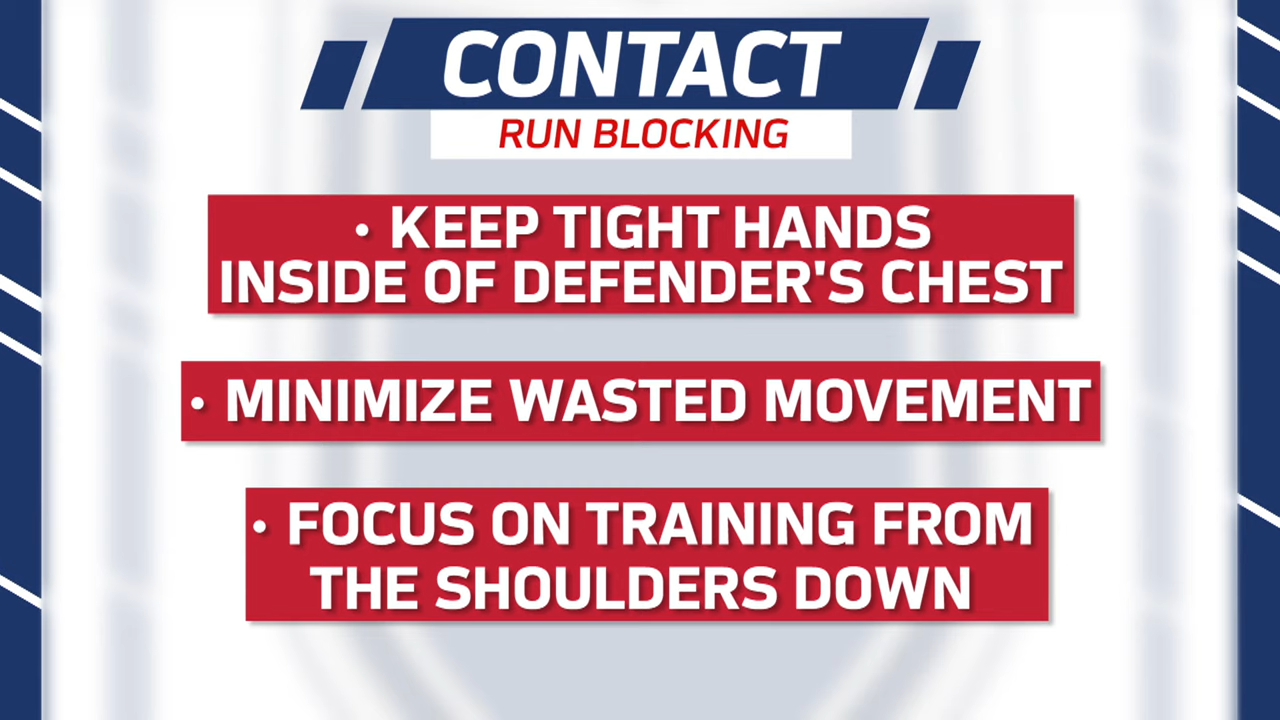 CONTACT
RUN BLOCKING
• KEEP TIGHT HANDS
INSIDE OF DEFENDER'S CHEST
• MINIMIZE WASTED MOVEMENT
• FOCUS ON TRAINING FROM
THE SHOULDERS DOWN